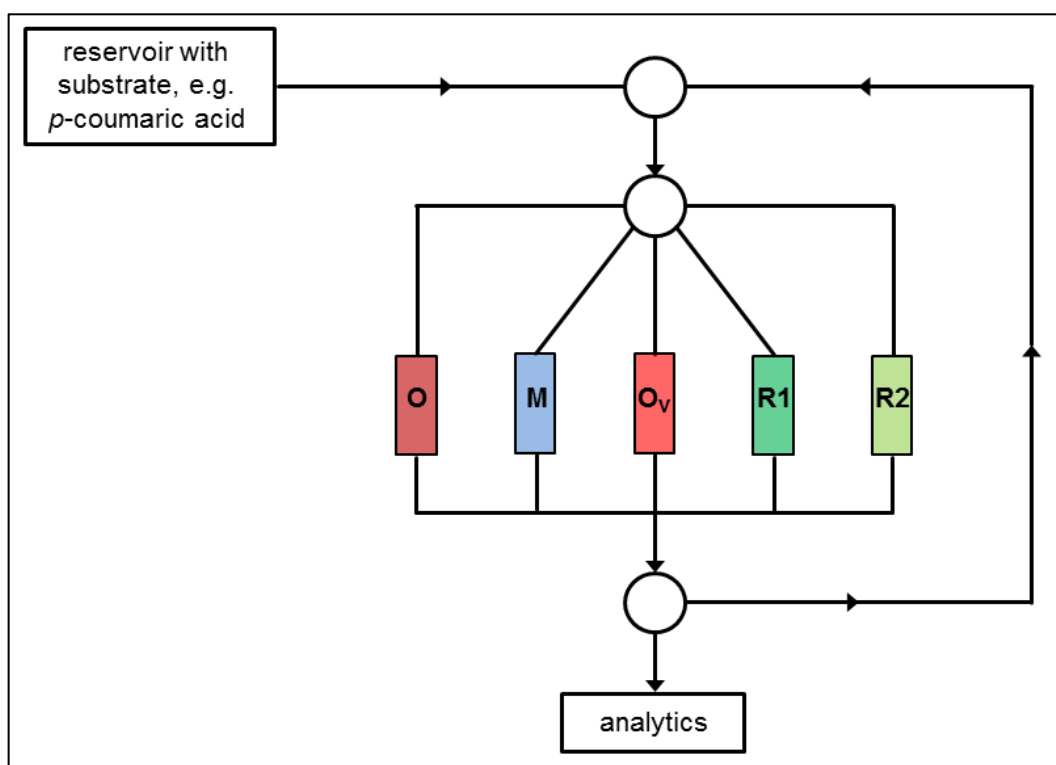 reservoir with
substrate, e.g.
p-coumaric acid
O
M
Oᵥ
R1
R2
analytics